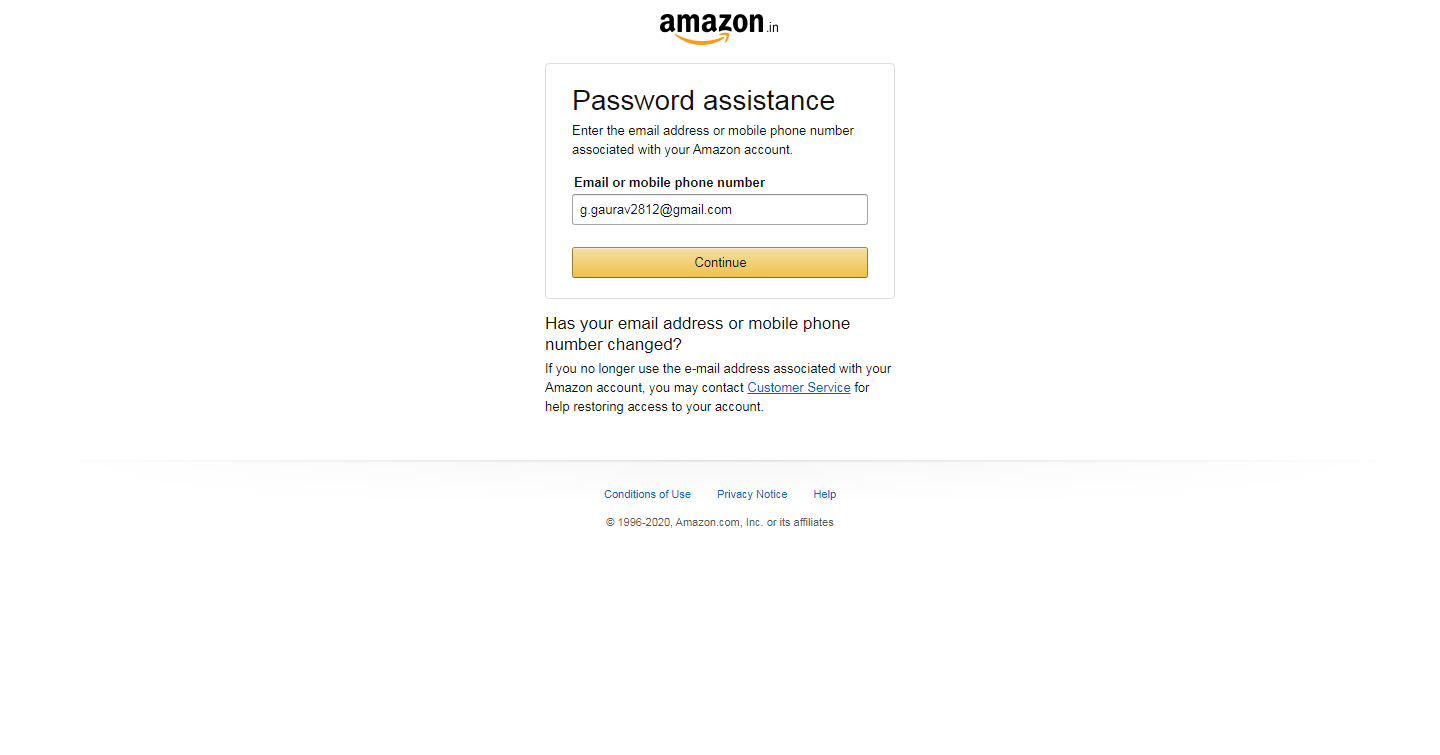 amazon.in
Password assistance
Enter the email address or mobile phone number
associated with your Amazon account.
Email or mobile phone number
g.gaurav2812@gmail.com
Continue
Has your email address or mobile phone
number changed?
If you no longer use the e-mail address associated with your
Amazon account, you may contact Customer Service for
help restoring access to your account.
Conditions of Use Privacy Notice Help
© 1996-2020, Amazon.com, Inc. or its affiliates